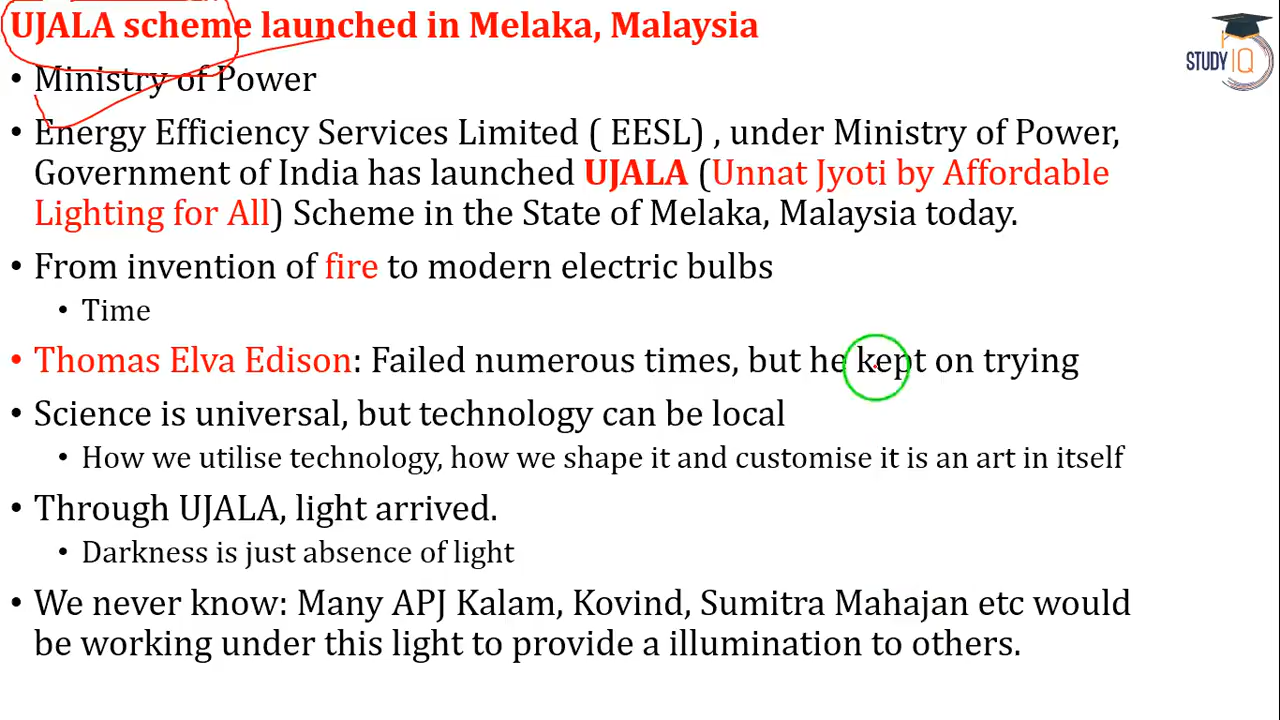 UJALA scheme launched in Melaka, Malaysia
STUDY IQ
• Ministry of Power
• Energy Efficiency Services Limited ( EESL) , under Ministry of Power,
Government of India has launched UJALA (Unnat Jyoti by Affordable
Lighting for All) Scheme in the State of Melaka, Malaysia today.
• From invention of fire to modern electric bulbs
• Time
• Thomas Elva Edison: Failed numerous times, but he kept on trying
• Science is universal, but technology can be local
• How we utilise technology, how we shape it and customise it is an art in itself
• Through UJALA, light arrived.
• Darkness is just absence of light
• We never know: Many APJ Kalam, Kovind, Sumitra Mahajan etc would
be working under this light to provide a illumination to others.